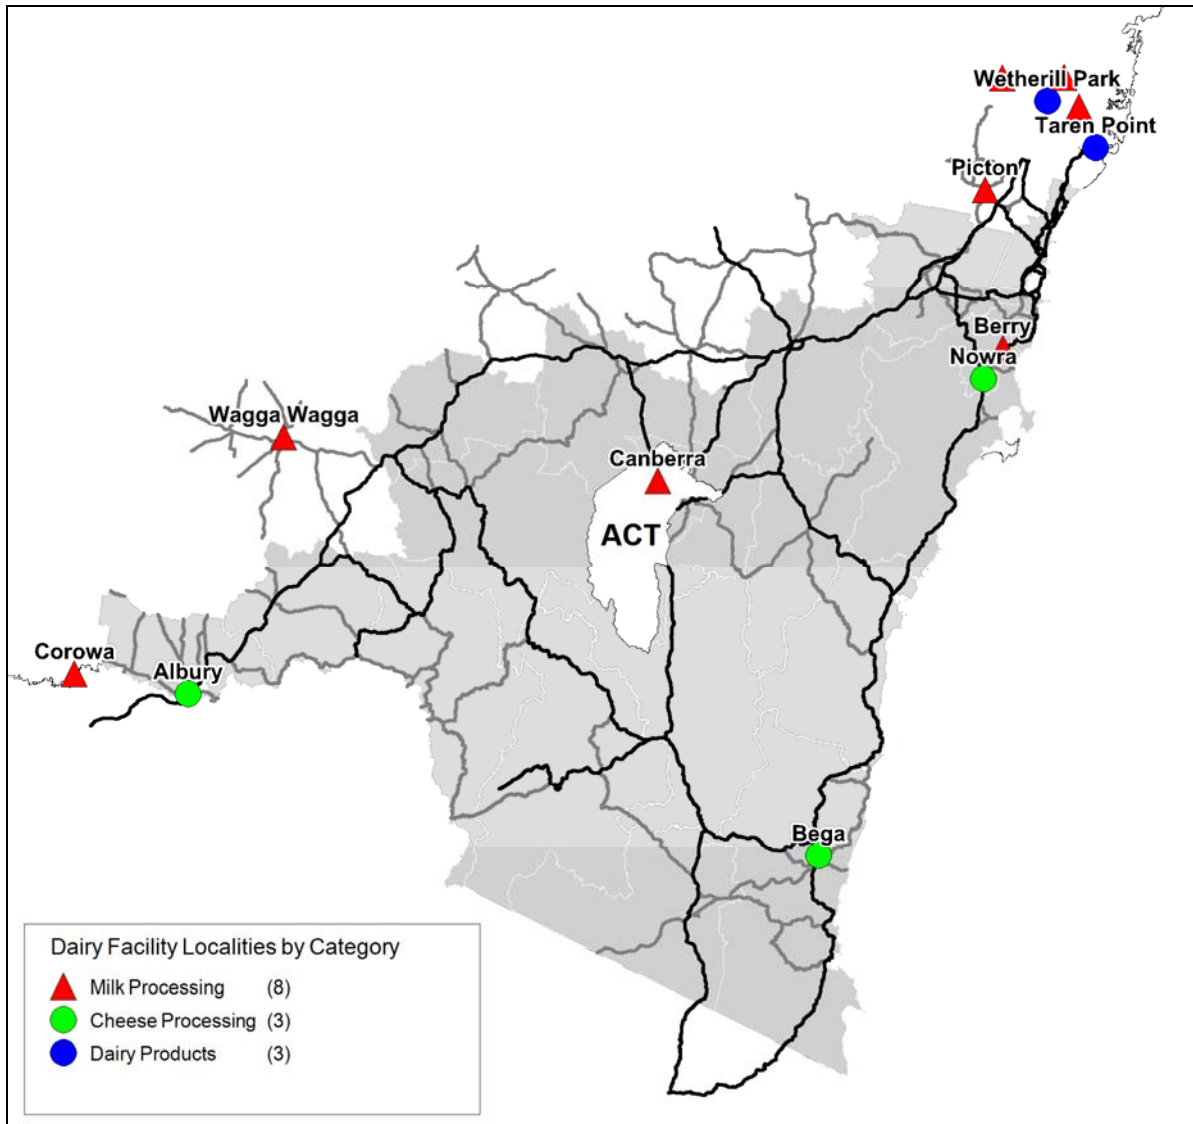 Wetherill Park
Taren Point
Picton
Berry
Nowra
Wagga Wagga
Canberra
ACT
Corowa
Albury
Bega
Dairy Facility Localities by Category
Milk Processing (8)
Cheese Processing (3)
Dairy Products (3)